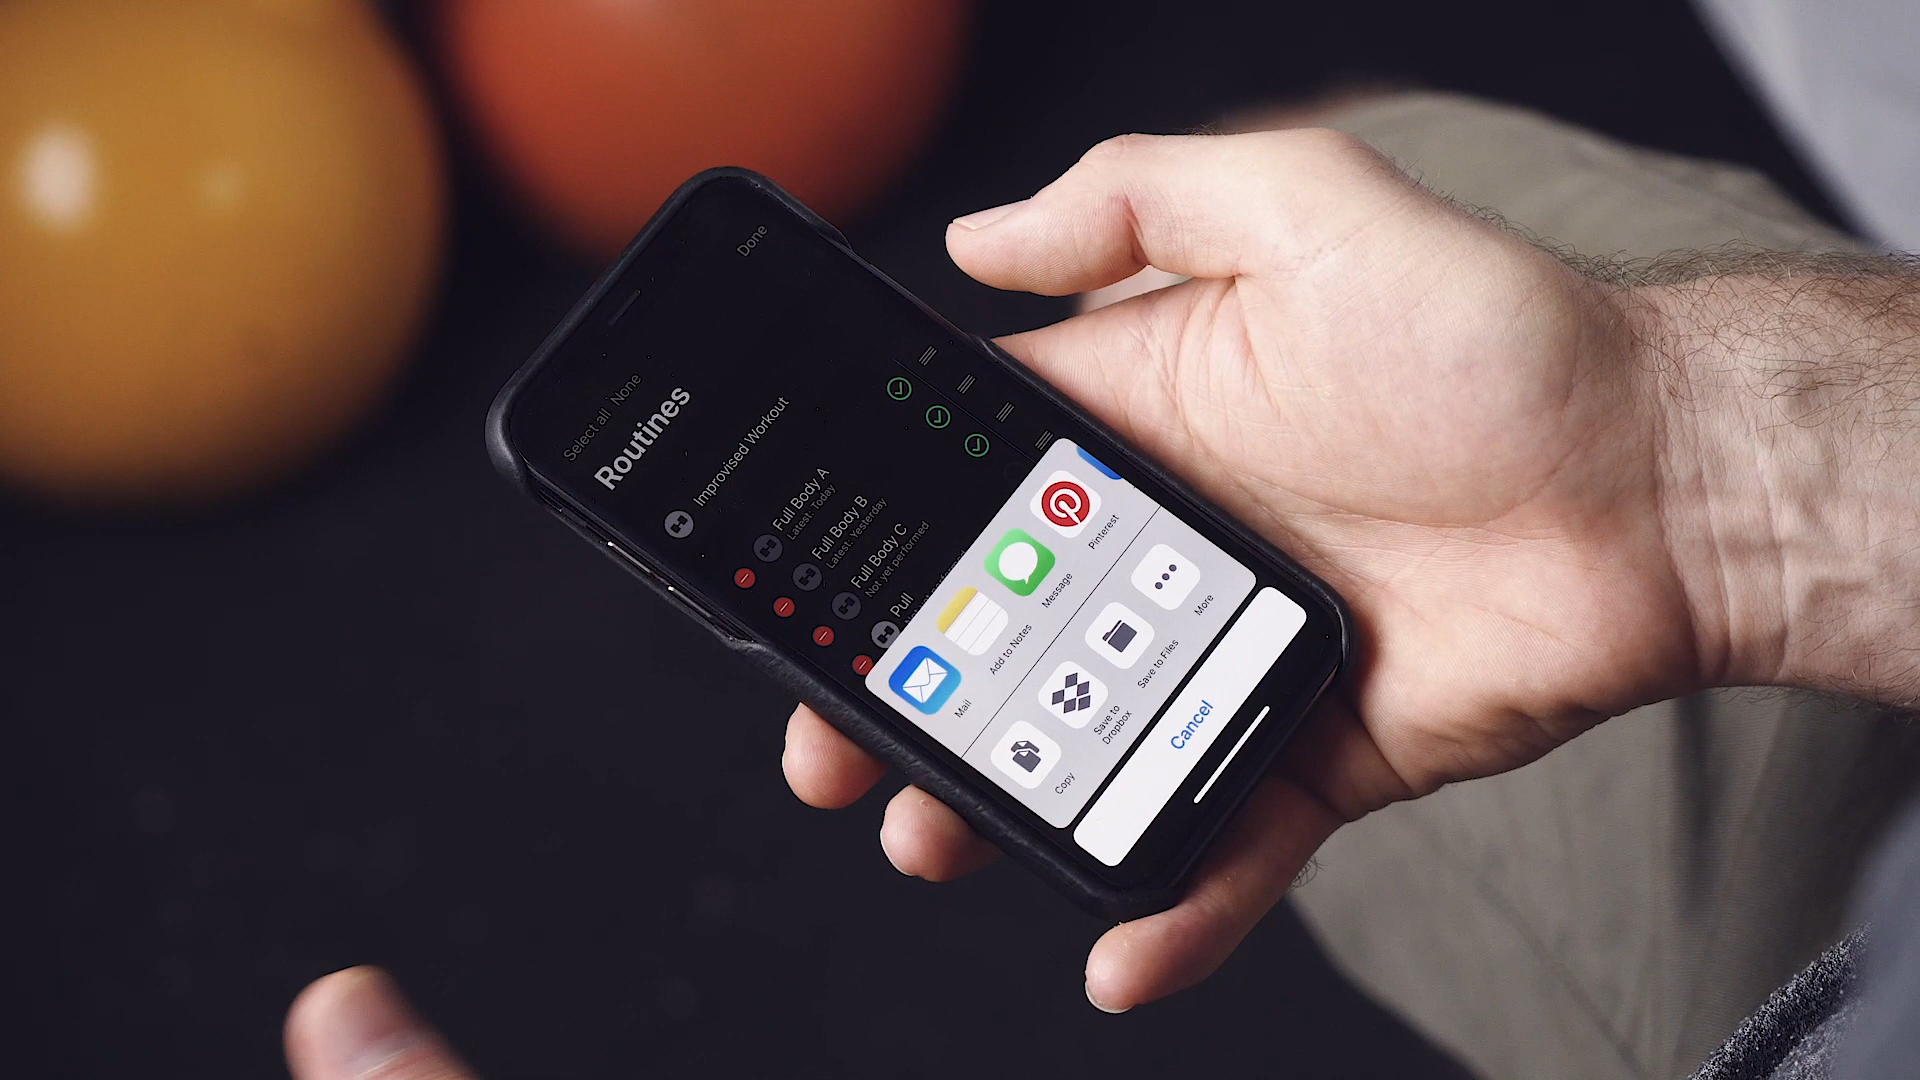 Done
Select all
None
Routines
Improvised Workout
Full Body A
Latest: Today
Full Body B
Latest: Yesterday
Full Body C
Not yet performed
Pull
Mail
Add to Notes
Message
Pinterest
Copy
Save to
Dropbox
Save to Files
More
Cancel